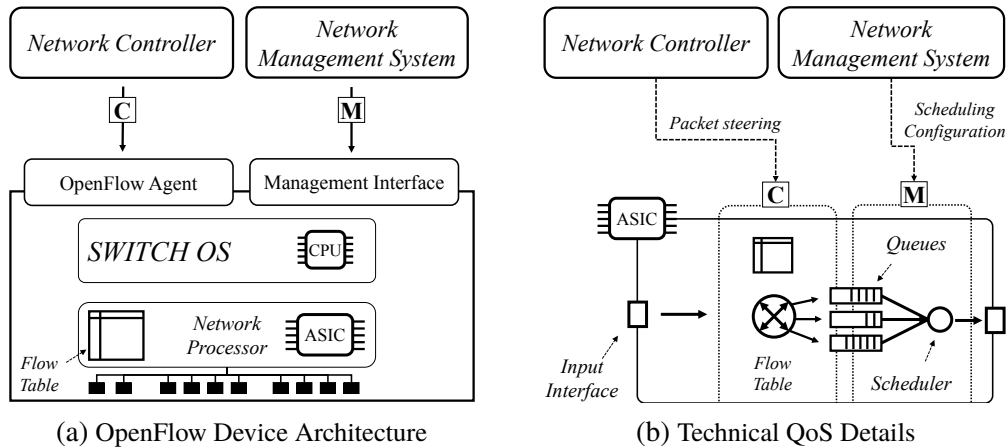 Network Controller
Network
Management System
C
M
OpenFlow Agent
Management Interface
SWITCH OS
CPU
Network
Processor
ASIC
Flow
Table
(a) OpenFlow Device Architecture
Network Controller
Network
Management System
Packet steering
Scheduling
Configuration
C
M
ASIC
Queues
Input
Interface
Flow
Table
Scheduler
(b) Technical QoS Details